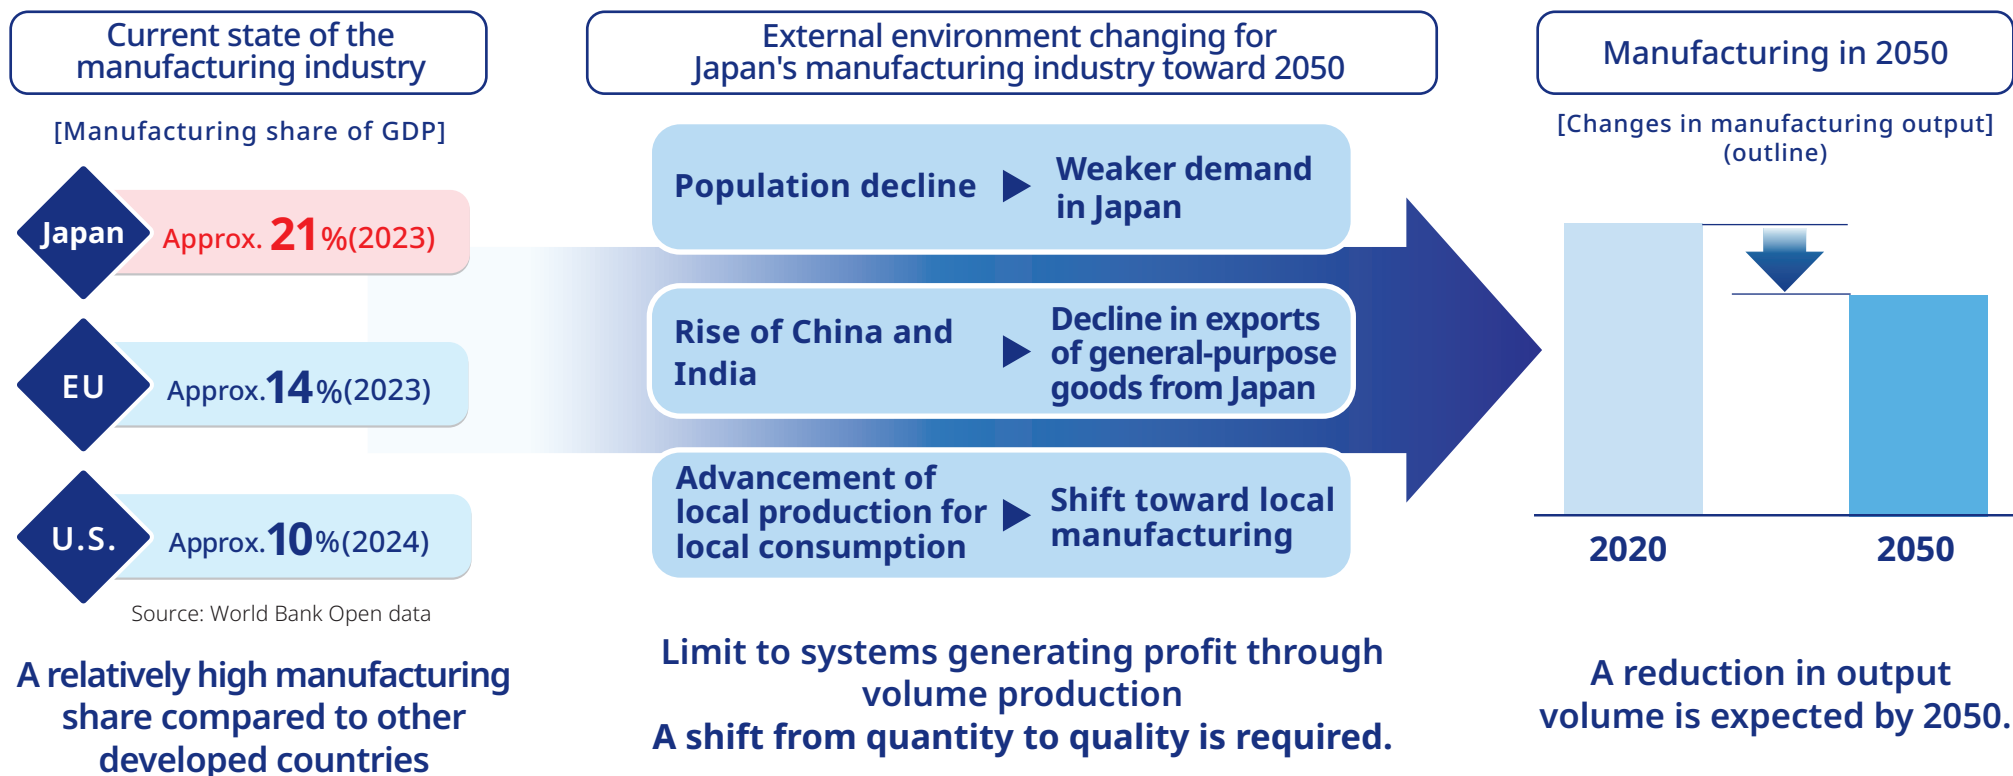 Current state of the
manufacturing industry
[Manufacturing share of GDP]
Japan
Approx. 21%(2023)
EU
Approx.14%(2023)
U.S.
Approx.10%(2024)
Source: World Bank Open data
A relatively high manufacturing
share compared to other
developed countries
External environment changing for
Japan's manufacturing industry toward 2050
Population decline
Weaker demand
in Japan
Rise of China and
India
Decline in exports
of general-purpose
goods from Japan
Advancement of
local production for
local consumption
Shift toward local
manufacturing
Limit to systems generating profit through
volume production
A shift from quantity to quality is required.
Manufacturing in 2050
[Changes in manufacturing output]
(outline)
2020
2050
A reduction in output
volume is expected by 2050.